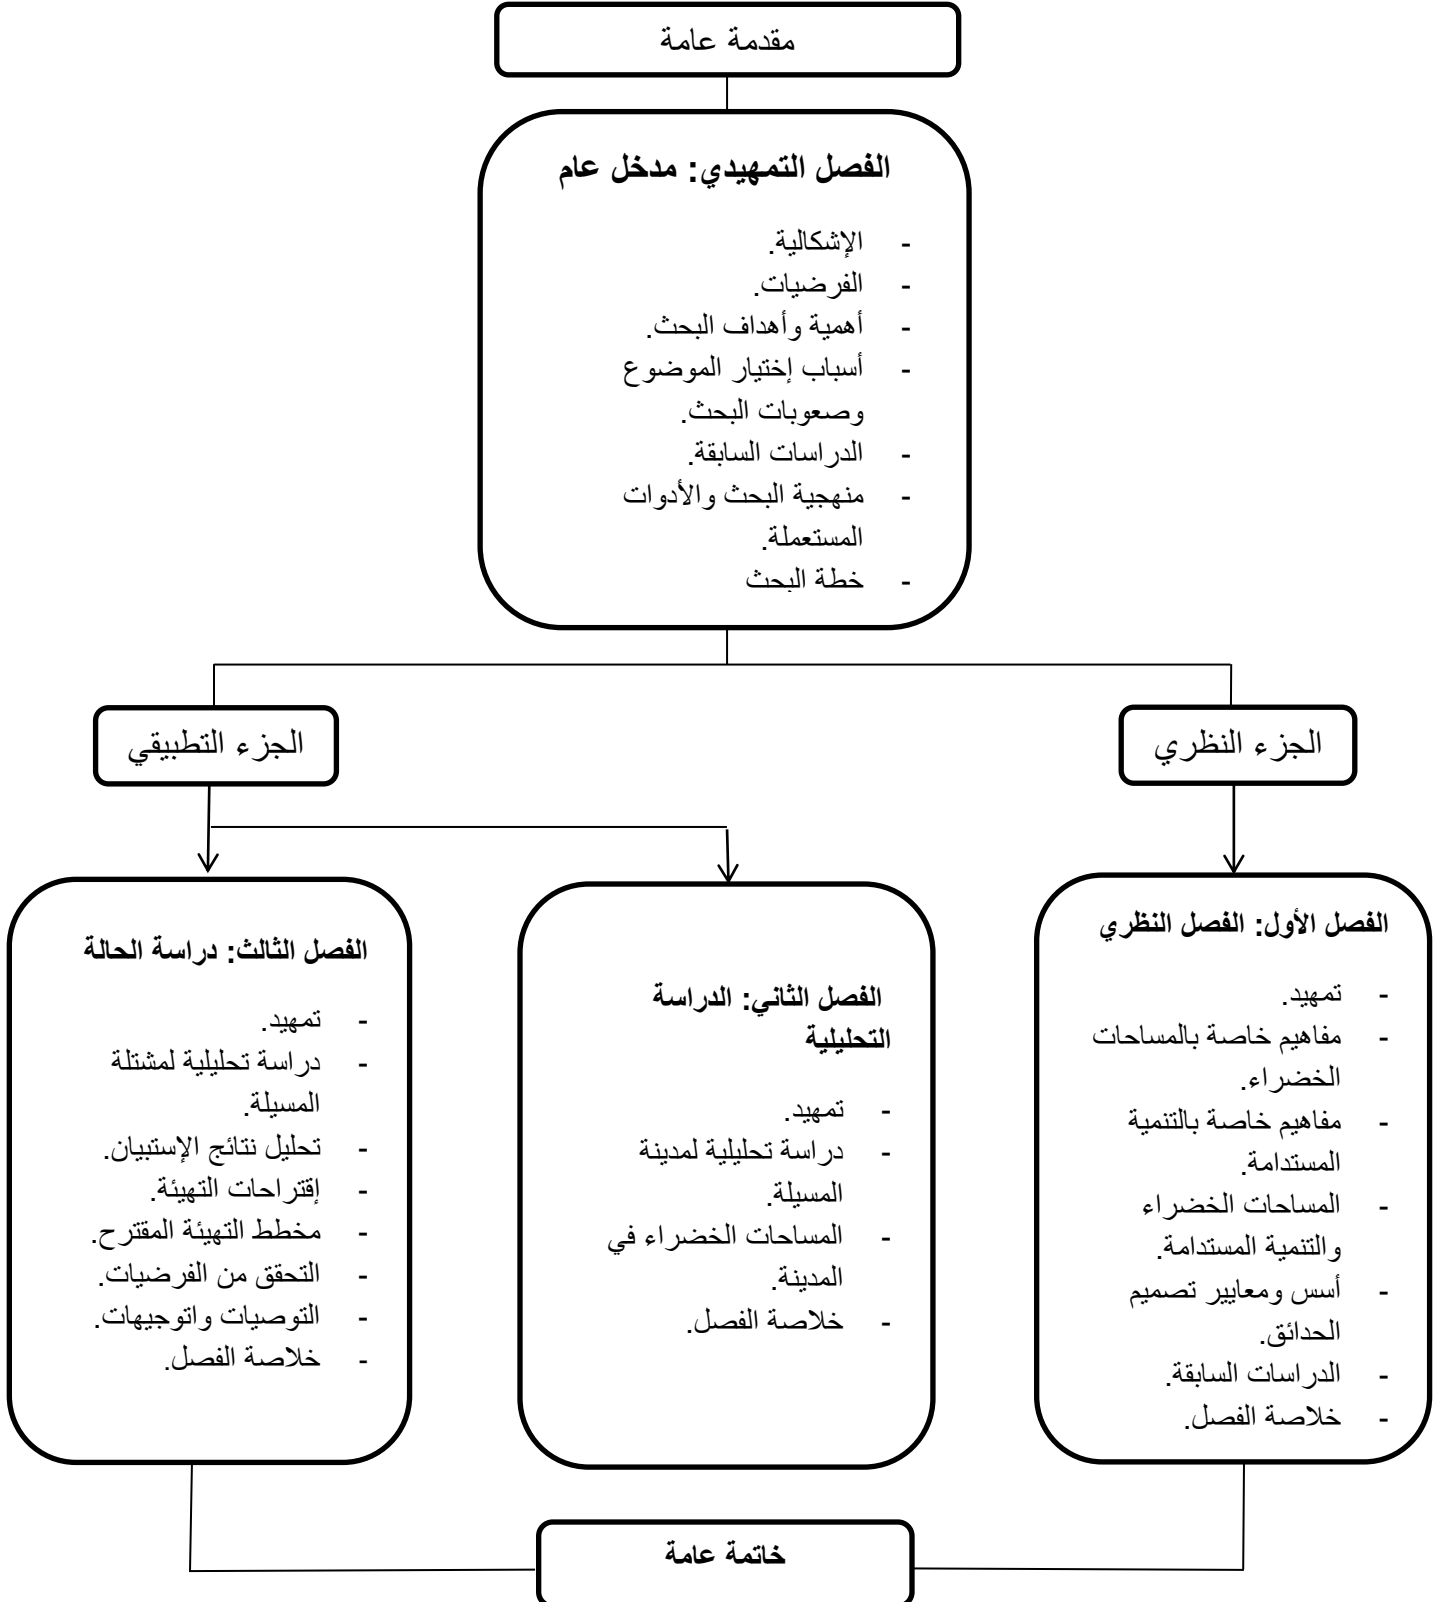 مقدمة عامة
الفصل التمهيدي: مدخل عام
- الإشكالية.
- الفرضيات.
- أهمية وأهداف البحث.
- أسباب إختيار الموضوع
وصعوبات البحث.
- الدراسات السابقة.
- منهجية البحث والأدوات
المستعملة.
- خطة البحث
الجزء النظري
الجزء التطبيقي
الفصل الأول: الفصل النظري
- تمهيد.
- مفاهيم خاصة بالمساحات
الخضراء.
- مفاهيم خاصة بالتنمية
المستدامة.
- المساحات الخضراء
والتنمية المستدامة.
- أسس ومعايير تصميم
الحدائق.
- الدراسات السابقة.
- خلاصة الفصل.
الفصل الثاني: الدراسة
التحليلية
- تمهيد.
- دراسة تحليلية لمدينة
المسيلة.
- المساحات الخضراء في
المدينة.
- خلاصة الفصل.
الفصل الثالث: دراسة الحالة
- تمهيد.
- دراسة تحليلية لمشتلة
المسيلة.
- تحليل نتائج الإستبيان.
- إقتراحات التهيئة.
- مخطط التهيئة المقترح.
- التحقق من الفرضيات.
- التوصيات واتوجيهات.
- خلاصة الفصل.
خاتمة عامة